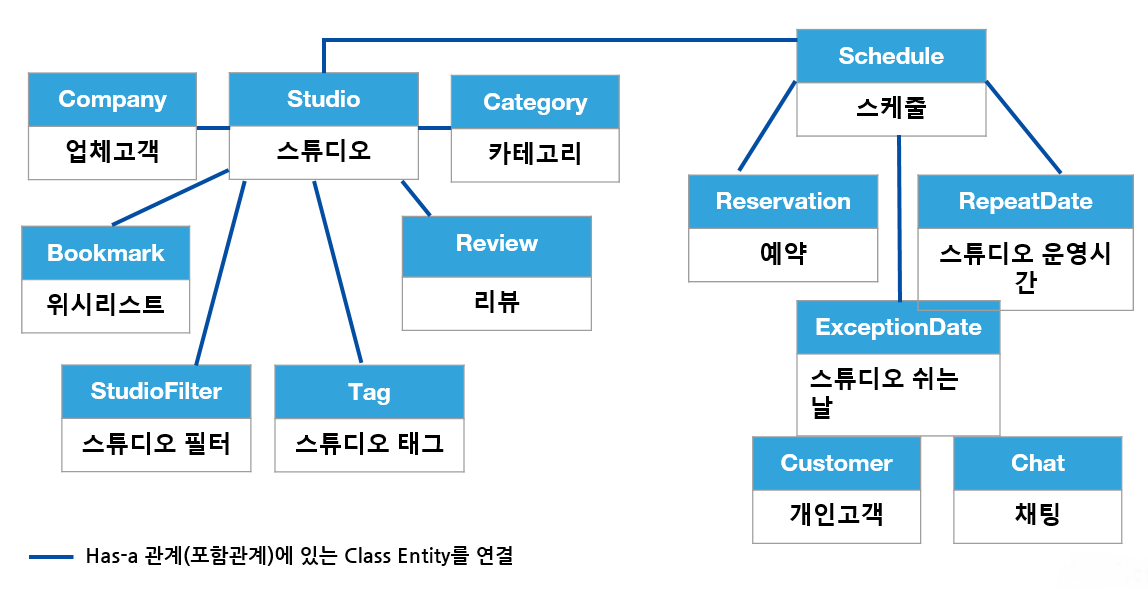 Schedule
스케줄
Company
업체고객
Studio
스튜디오
Category
카테고리
Reservation
예약
RepeatDate
스튜디오 운영시
간
Bookmark
위시리스트
Review
리뷰
ExceptionDate
스튜디오 쉬는
날
StudioFilter
스튜디오 필터
Tag
스튜디오 태그
Customer
개인고객
Chat
채팅
Has-a 관계(포함관계)에 있는 Class Entity를 연결